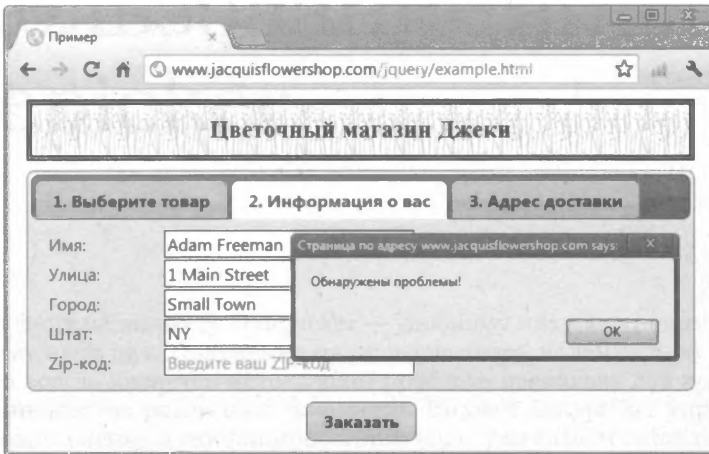 Пример
www.jacquisflowershop.com/jquery/example.html
Цветочный магазин Джеки
1. Выберите товар 2. Информация о вас 3. Адрес доставки
Имя: Adam Freeman
Страница по адресу www.jacquisflowershop.com says: X
Улица: 1 Main Street
Обнаружены проблемы!
Город: Small Town
Штат: NY
OK
Zip-код: Введите ваш ZIP-код
Заказать